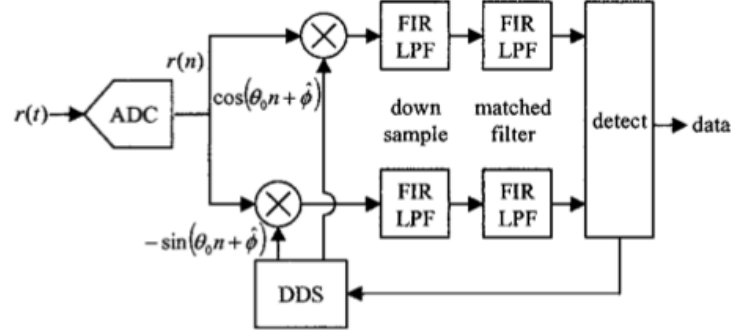 FIR
LPF
FIR
LPF
r(n)
r(t)
ADC
cos(θ₀n + φ̂)
down
sample
matched
filter
detect
data
FIR
LPF
FIR
LPF
−sin(θ₀n + φ̂)
DDS